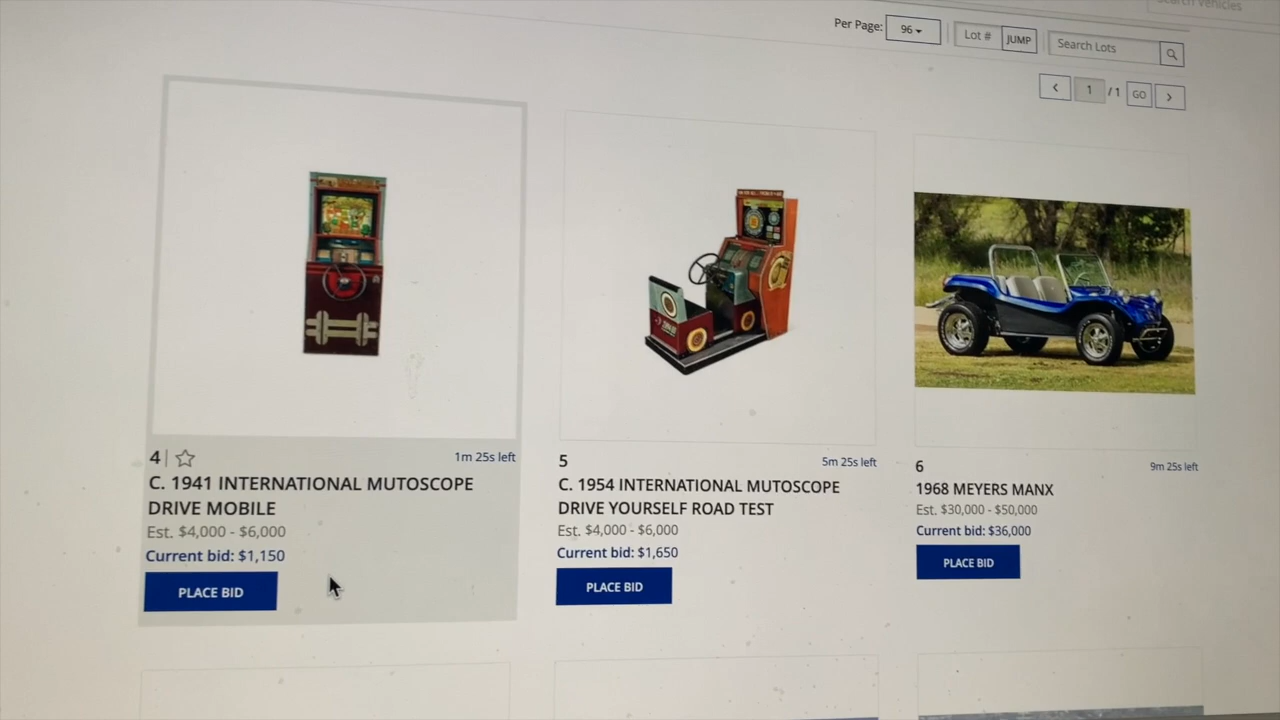 Search Vehicles
Per Page: 96
Lot # JUMP
Search Lots
1 / 1 GO
4
1m 25s left
C. 1941 INTERNATIONAL MUTOSCOPE
DRIVE MOBILE
Est. $4,000 - $6,000
Current bid: $1,150
PLACE BID
5
5m 25s left
C. 1954 INTERNATIONAL MUTOSCOPE
DRIVE YOURSELF ROAD TEST
Est. $4,000 - $6,000
Current bid: $1,650
PLACE BID
6
9m 25s left
1968 MEYERS MANX
Est. $30,000 - $50,000
Current bid: $36,000
PLACE BID